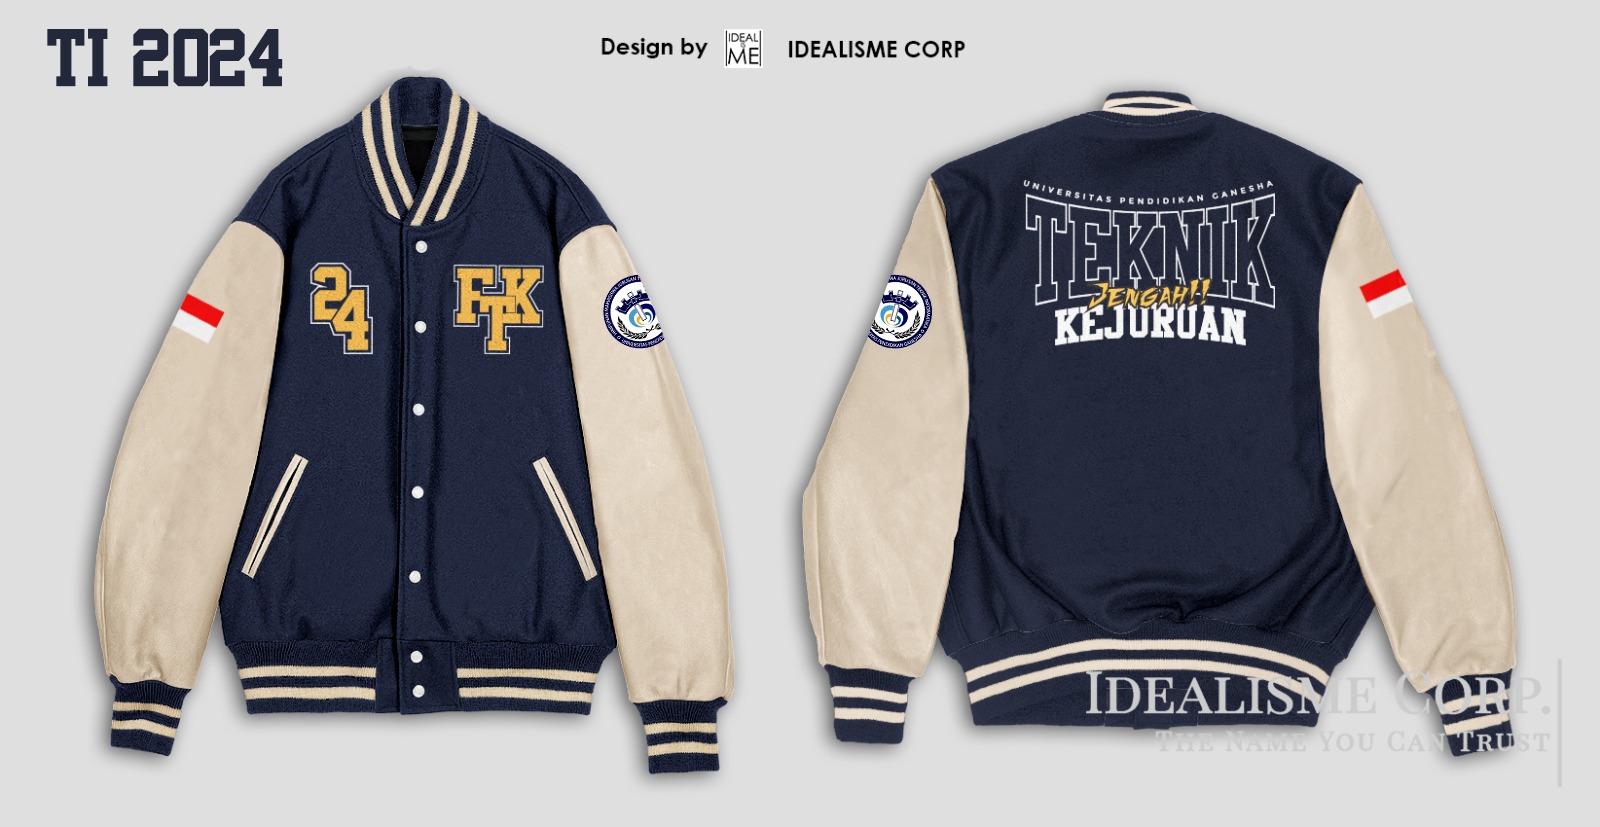 TI 2024
Design by IDEAL ME IDEALISME CORP
24
FTK
UNIVERSITAS PENDIDIKAN GANESHA
TEKNIK
JENGAH!!
KEJURUAN
IDEALISME CORP.
THE NAME YOU CAN TRUST